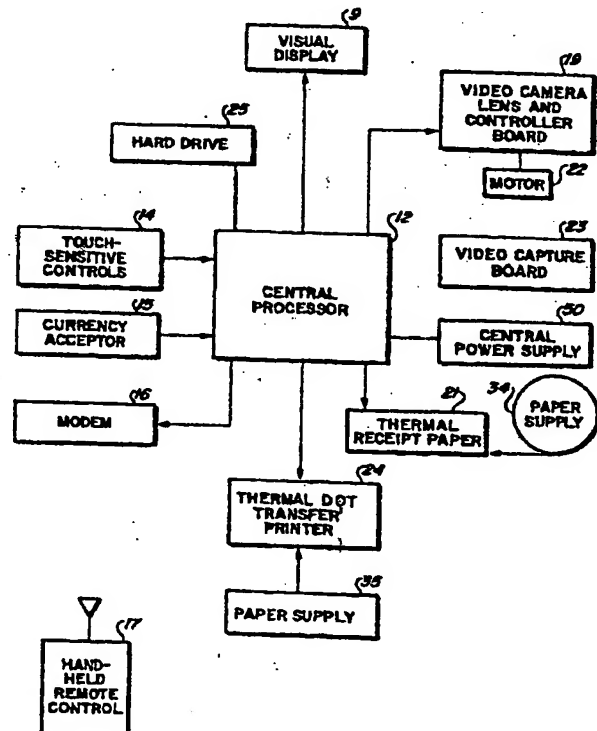 9
VISUAL
DISPLAY
19
VIDEO CAMERA
LENS AND
CONTROLLER
BOARD
22
MOTOR
25
HARD DRIVE
14
TOUCH-
SENSITIVE
CONTROLS
12
CENTRAL
PROCESSOR
23
VIDEO CAPTURE
BOARD
15
CURRENCY
ACCEPTOR
50
CENTRAL
POWER SUPPLY
16
MODEM
21
THERMAL
RECEIPT PAPER
34
PAPER
SUPPLY
24
THERMAL DOT
TRANSFER
PRINTER
35
PAPER SUPPLY
17
HAND-
HELD
REMOTE
CONTROL